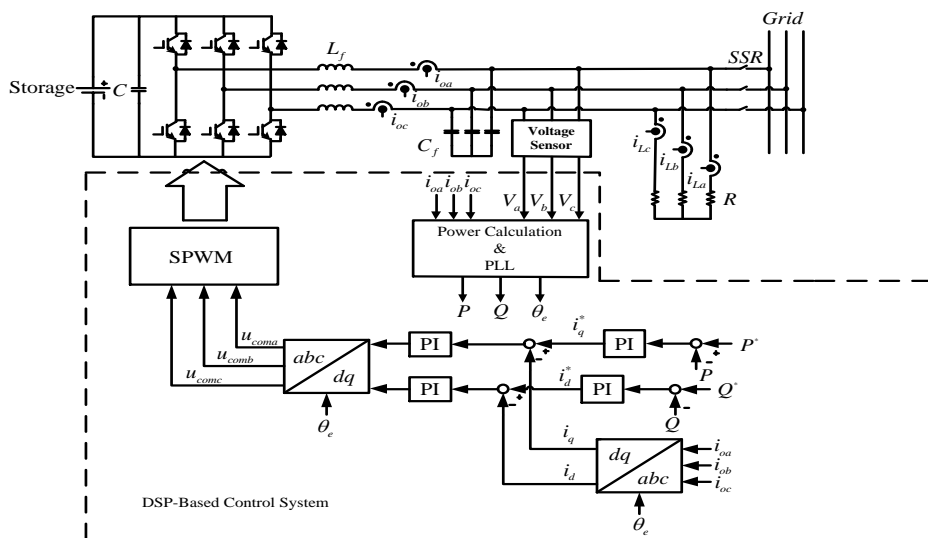 Grid
SSR
L_f
i_oa
i_ob
i_oc
Storage
C
C_f
Voltage
Sensor
i_Lc
i_Lb
i_La
R
i_oa i_ob i_oc
V_a V_b V_c
Power Calculation
&
PLL
P Q θ_e
SPWM
u_coma
u_comb
u_comc
abc
dq
θ_e
PI
i_q^*
PI
P^*
P
PI
i_d^*
PI
Q^*
Q
i_q
i_d
dq
abc
i_oa
i_ob
i_oc
θ_e
DSP-Based Control System